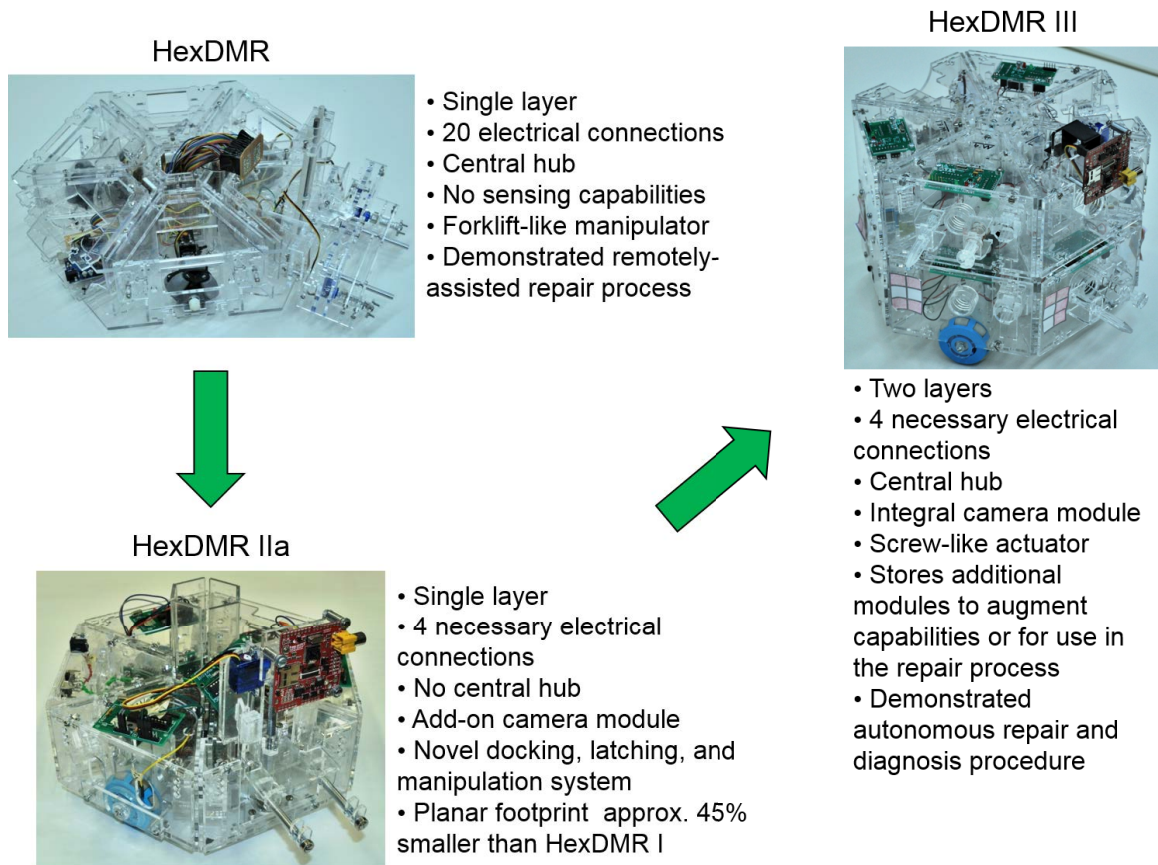 HexDMR
• Single layer
• 20 electrical connections
• Central hub
• No sensing capabilities
• Forklift-like manipulator
• Demonstrated remotely-
assisted repair process
HexDMR IIa
• Single layer
• 4 necessary electrical
connections
• No central hub
• Add-on camera module
• Novel docking, latching, and
manipulation system
• Planar footprint approx. 45%
smaller than HexDMR I
HexDMR III
• Two layers
• 4 necessary electrical
connections
• Central hub
• Integral camera module
• Screw-like actuator
• Stores additional
modules to augment
capabilities or for use in
the repair process
• Demonstrated
autonomous repair and
diagnosis procedure